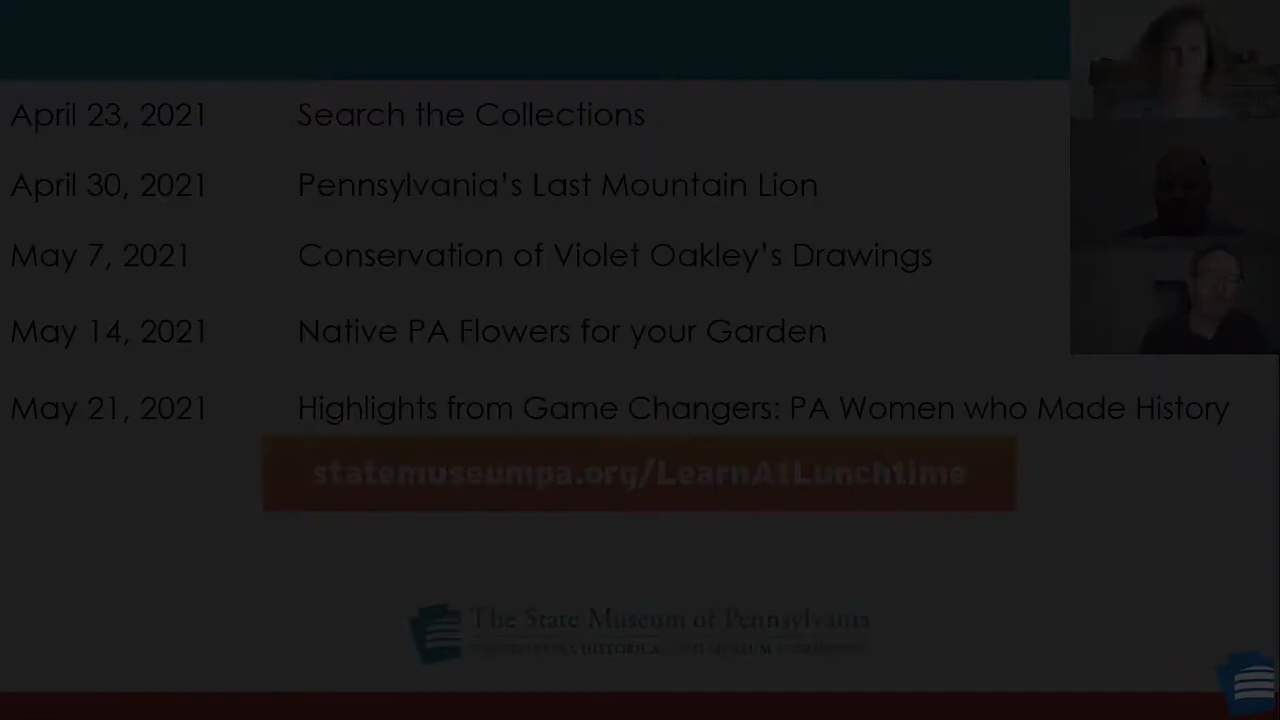 April 23, 2021 Search the Collections
April 30, 2021 Pennsylvania's Last Mountain Lion
May 7, 2021 Conservation of Violet Oakley's Drawings
May 14, 2021 Native PA Flowers for your Garden
May 21, 2021 Highlights from Game Changers: PA Women who Made History
statemuseumpa.org/LearnAtLunchtime
The State Museum of Pennsylvania